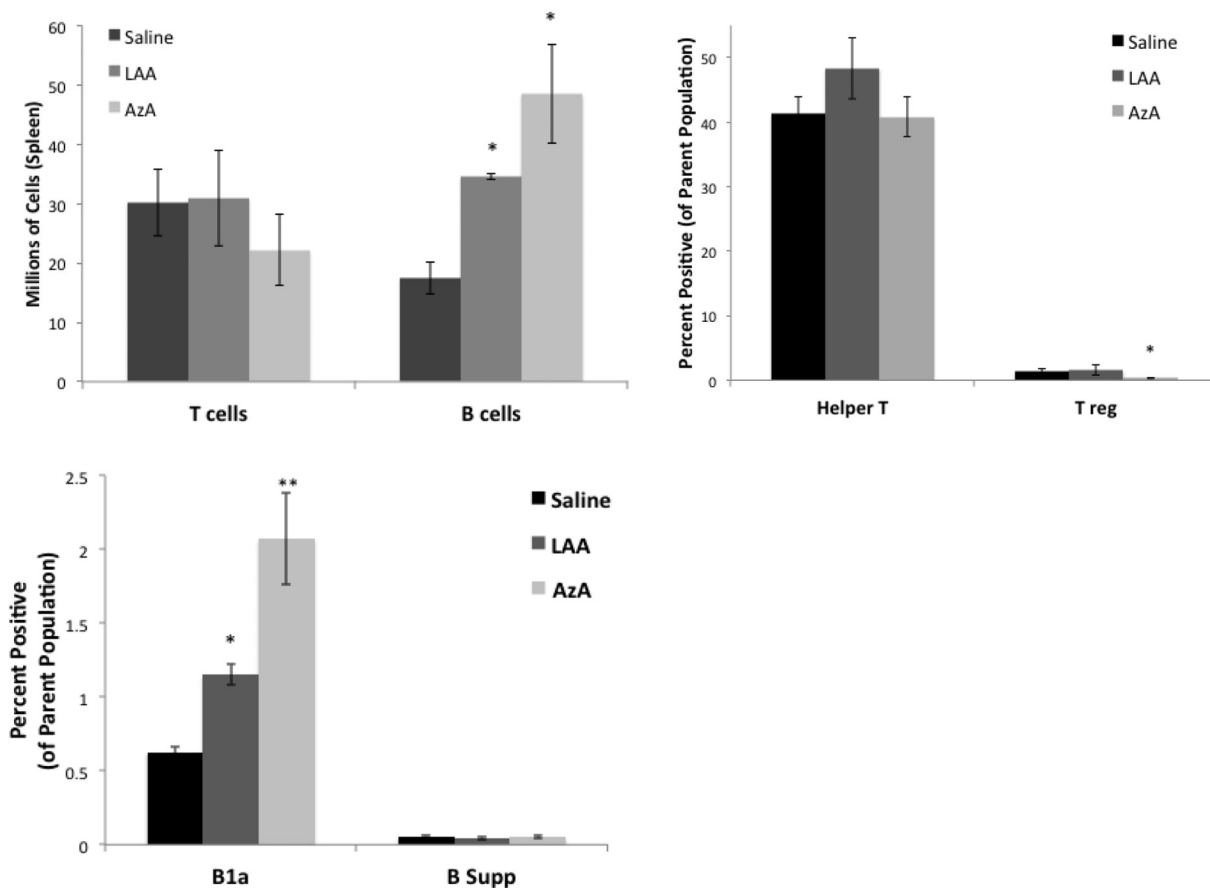 Millions of Cells (Spleen)
60
50
40
30
20
10
0
Saline
LAA
AzA
*
*
T cells
B cells
Percent Positive (of Parent Population)
50
40
30
20
10
0
Saline
LAA
AzA
*
Helper T
T reg
Percent Positive
(of Parent Population)
2.5
2
1.5
1
0.5
0
Saline
LAA
AzA
*
**
B1a
B Supp